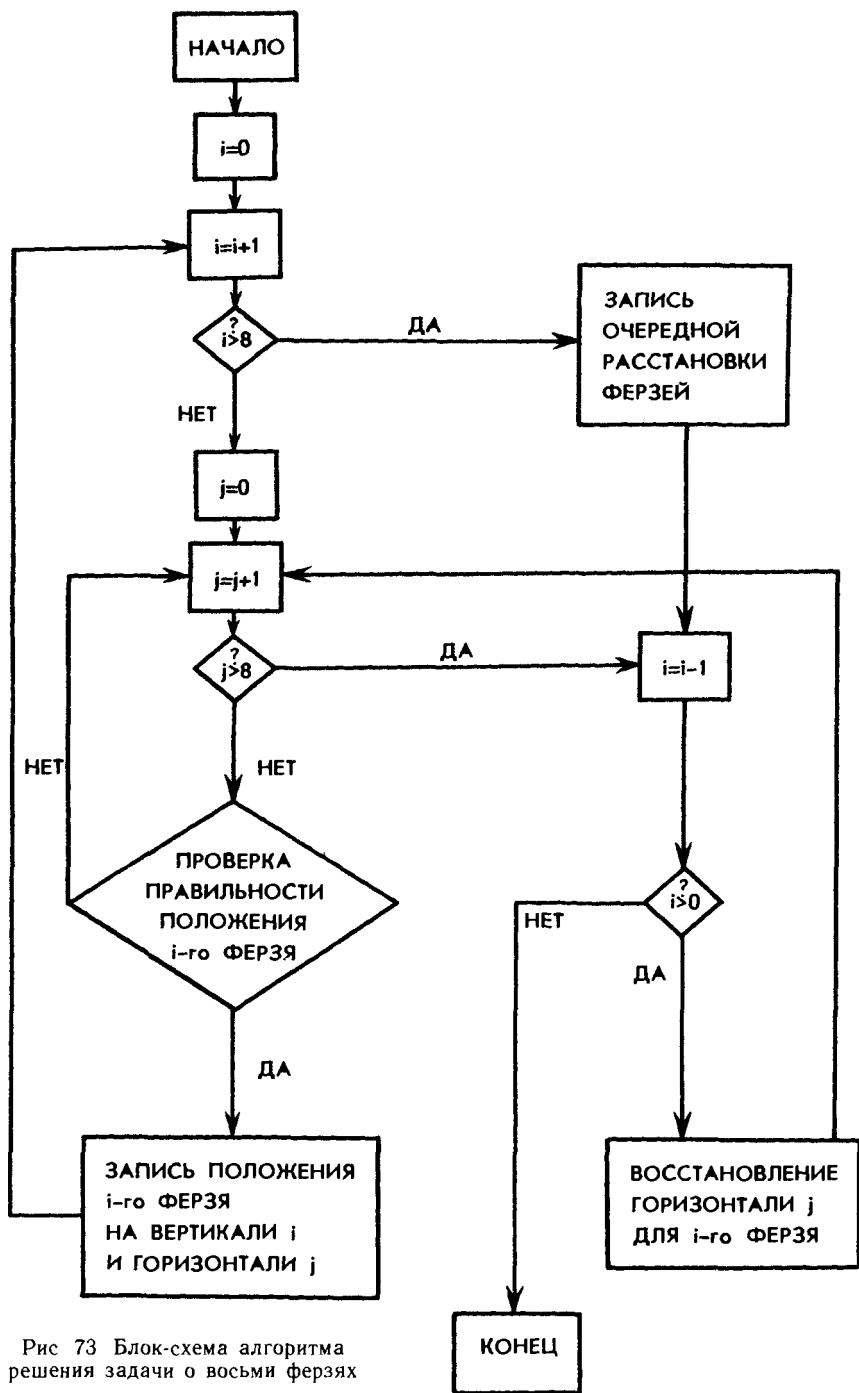 НАЧАЛО
i=0
i=i+1
?
i>8
ДА
ЗАПИСЬ
ОЧЕРЕДНОЙ
РАССТАНОВКИ
ФЕРЗЕЙ
НЕТ
j=0
j=j+1
?
j>8
ДА
i=i-1
НЕТ
НЕТ
ПРОВЕРКА
ПРАВИЛЬНОСТИ
ПОЛОЖЕНИЯ
i-го ФЕРЗЯ
?
i>0
НЕТ
ДА
ДА
ЗАПИСЬ ПОЛОЖЕНИЯ
i-го ФЕРЗЯ
НА ВЕРТИКАЛИ i
И ГОРИЗОНТАЛИ j
ВОССТАНОВЛЕНИЕ
ГОРИЗОНТАЛИ j
ДЛЯ i-го ФЕРЗЯ
КОНЕЦ
Рис 73 Блок-схема алгоритма
решения задачи о восьми ферзях